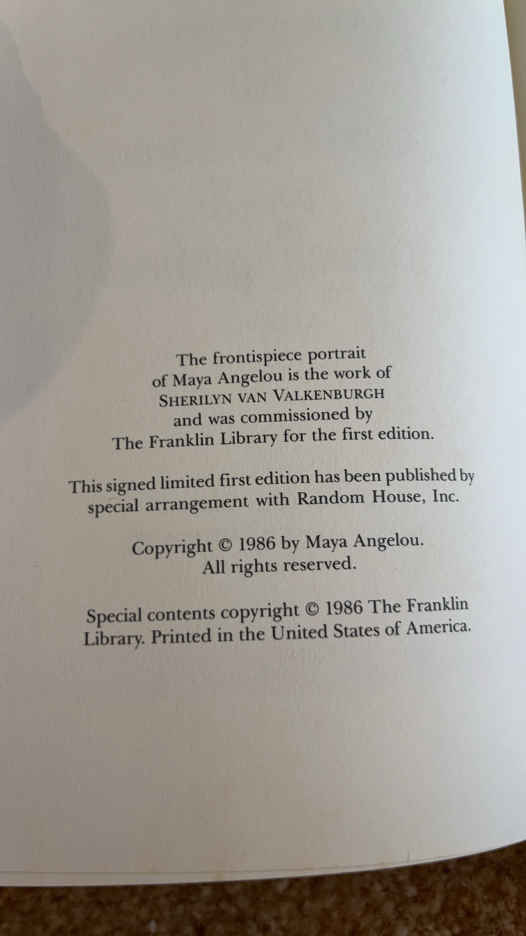 The frontispiece portrait
of Maya Angelou is the work of
SHERILYN VAN VALKENBURGH
and was commissioned by
The Franklin Library for the first edition.
This signed limited first edition has been published by
special arrangement with Random House, Inc.
Copyright © 1986 by Maya Angelou.
All rights reserved.
Special contents copyright © 1986 The Franklin
Library. Printed in the United States of America.